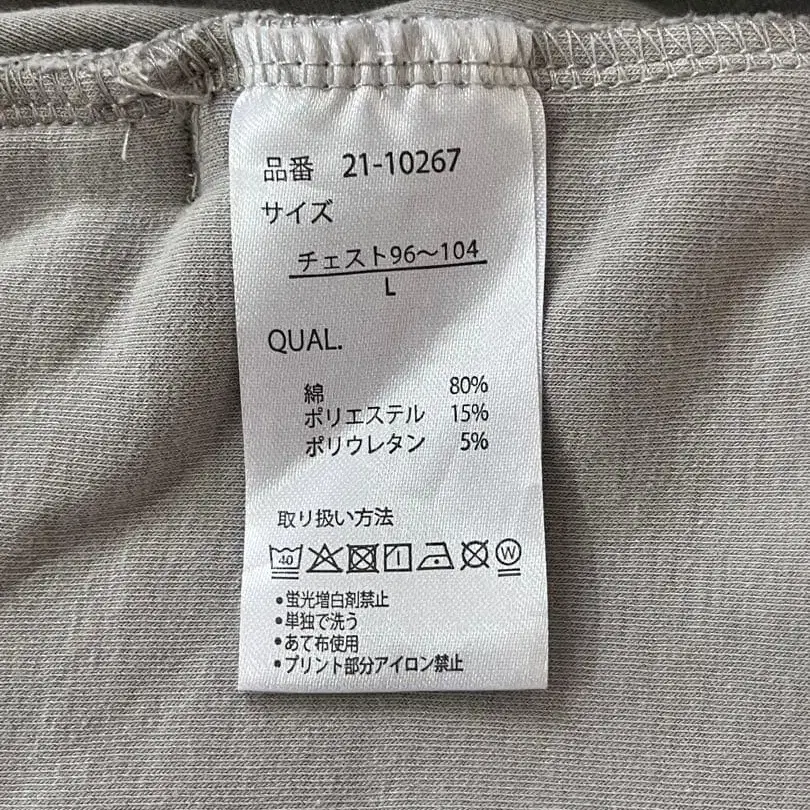 品番 21-10267
サイズ
チェスト96〜104
L
QUAL.
綿 80%
ポリエステル 15%
ポリウレタン 5%
取り扱い方法
40 W
•蛍光増白剤禁止
•単独で洗う
•あて布使用
•プリント部分アイロン禁止